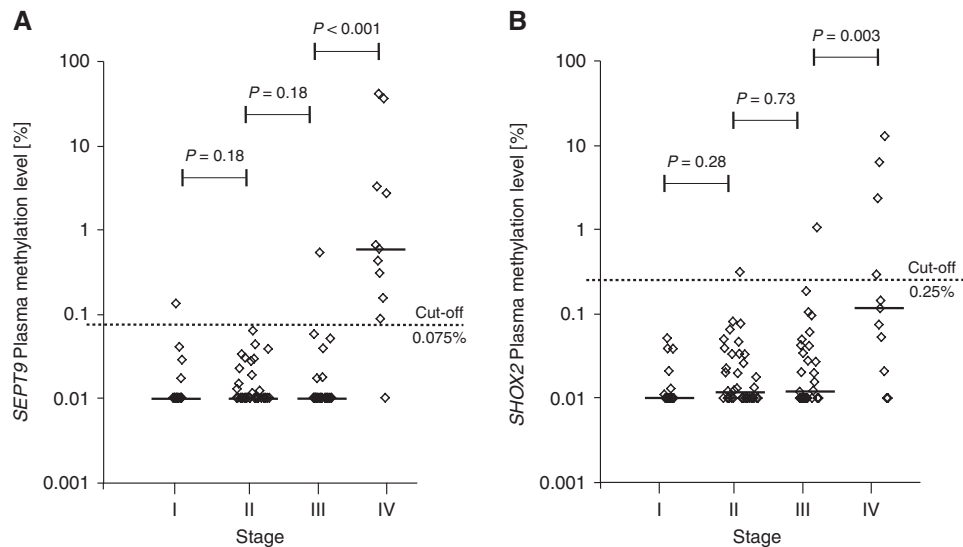 A
P < 0.001
P = 0.18
P = 0.18
100
10
1
0.1
0.01
0.001
SEPT9 Plasma methylation level [%]
Cut-off
0.075%
I II III IV
Stage
B
P = 0.003
P = 0.73
P = 0.28
100
10
1
0.1
0.01
0.001
SHOX2 Plasma methylation level [%]
Cut-off
0.25%
I II III IV
Stage